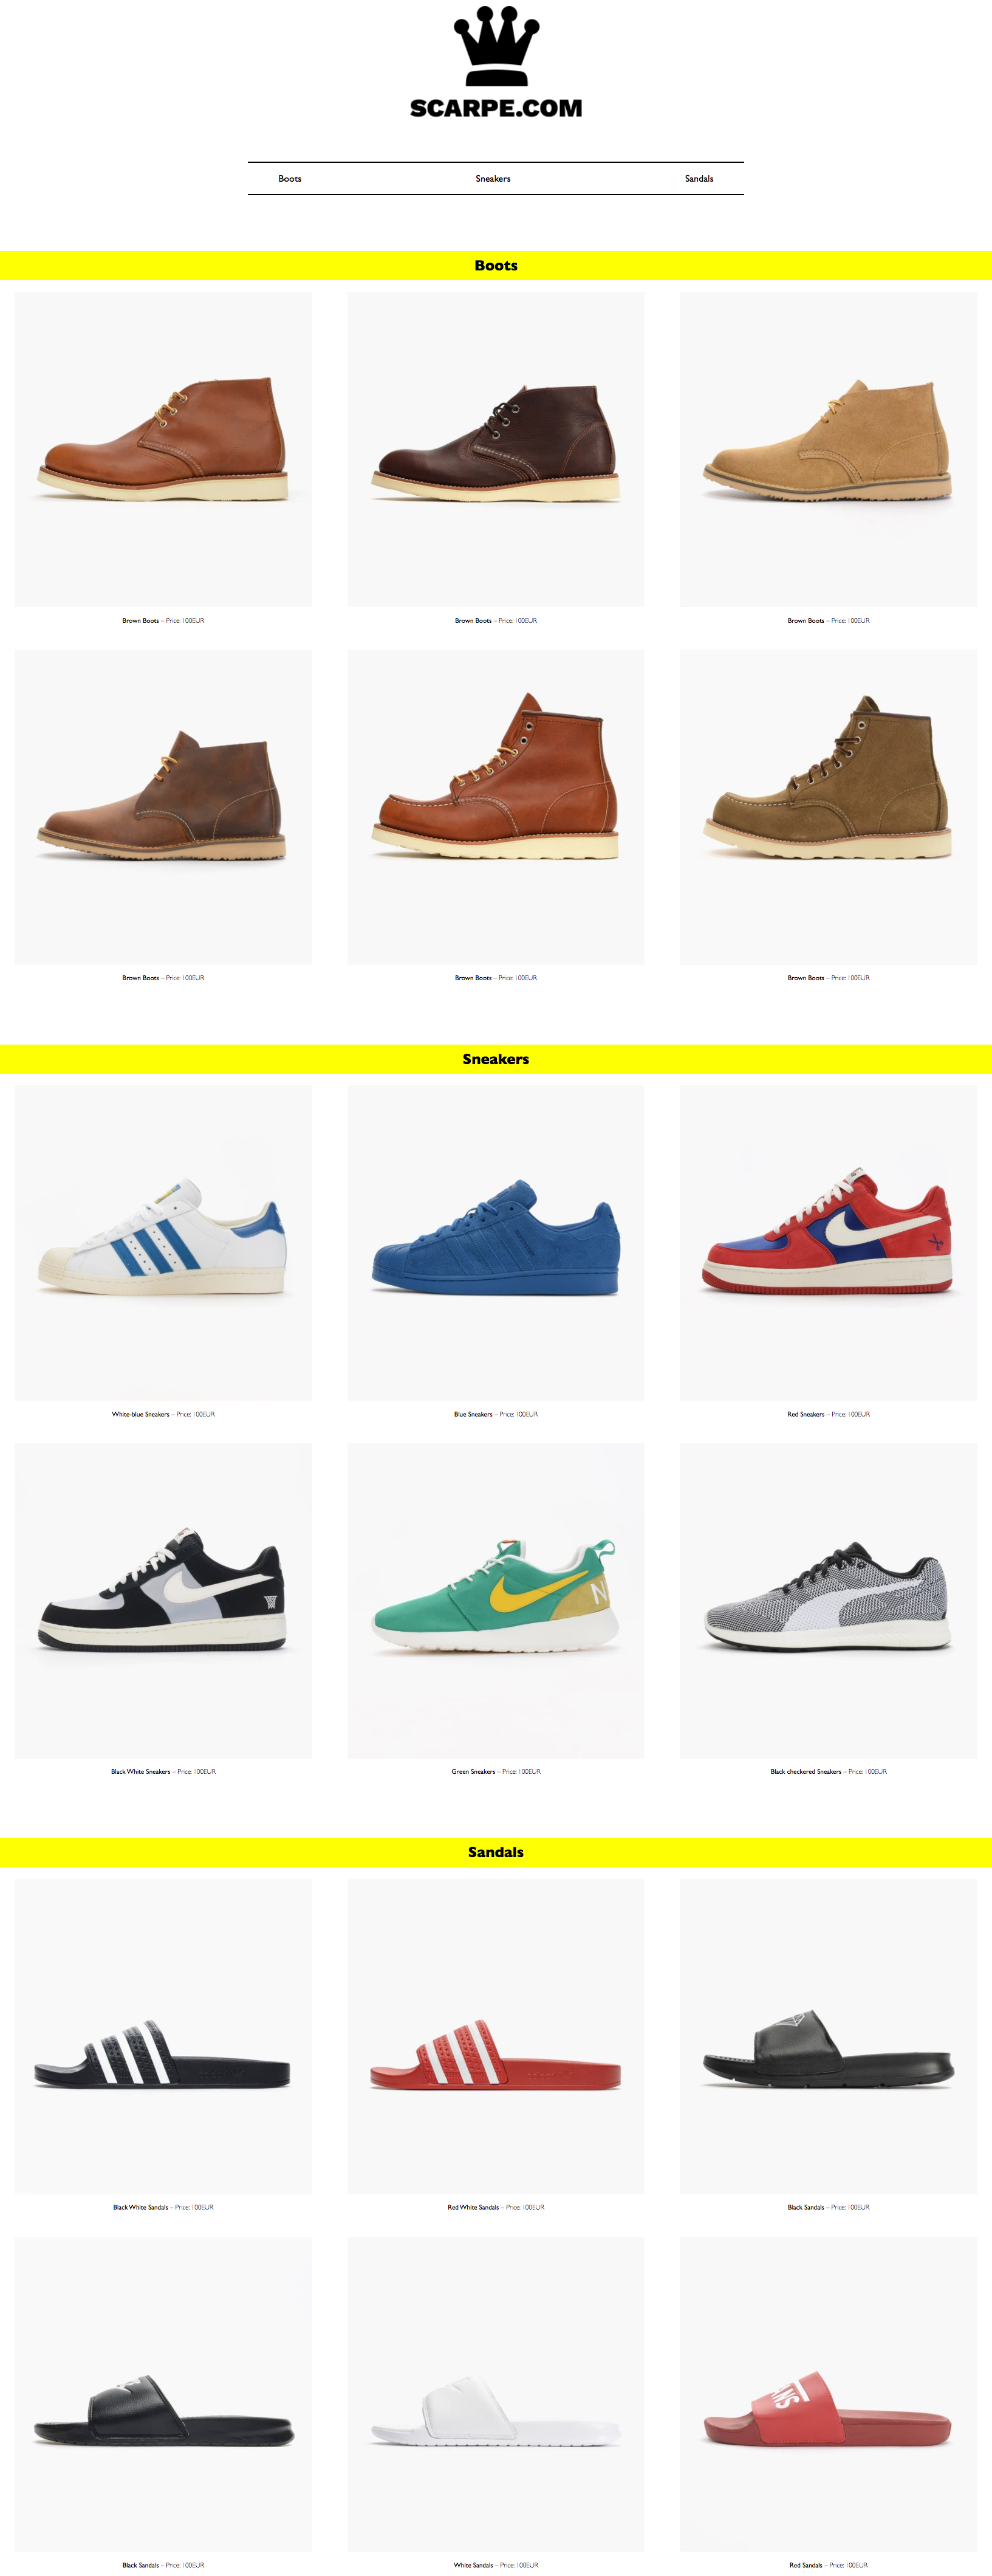 SCARPE.COM
Boots Sneakers Sandals
Boots
Brown Boots – Price: 100EUR Brown Boots – Price: 100EUR Brown Boots – Price: 100EUR
Brown Boots – Price: 100EUR Brown Boots – Price: 100EUR Brown Boots – Price: 100EUR
Sneakers
White-blue Sneakers – Price: 100EUR Blue Sneakers – Price: 100EUR Red Sneakers – Price: 100EUR
N
Black White Sneakers – Price: 100EUR Green Sneakers – Price: 100EUR Black checkered Sneakers – Price: 100EUR
Sandals
Black White Sandals – Price: 100EUR Red White Sandals – Price: 100EUR Black Sandals – Price: 100EUR
Black Sandals – Price: 100EUR White Sandals – Price: 100EUR Red Sandals – Price: 100EUR